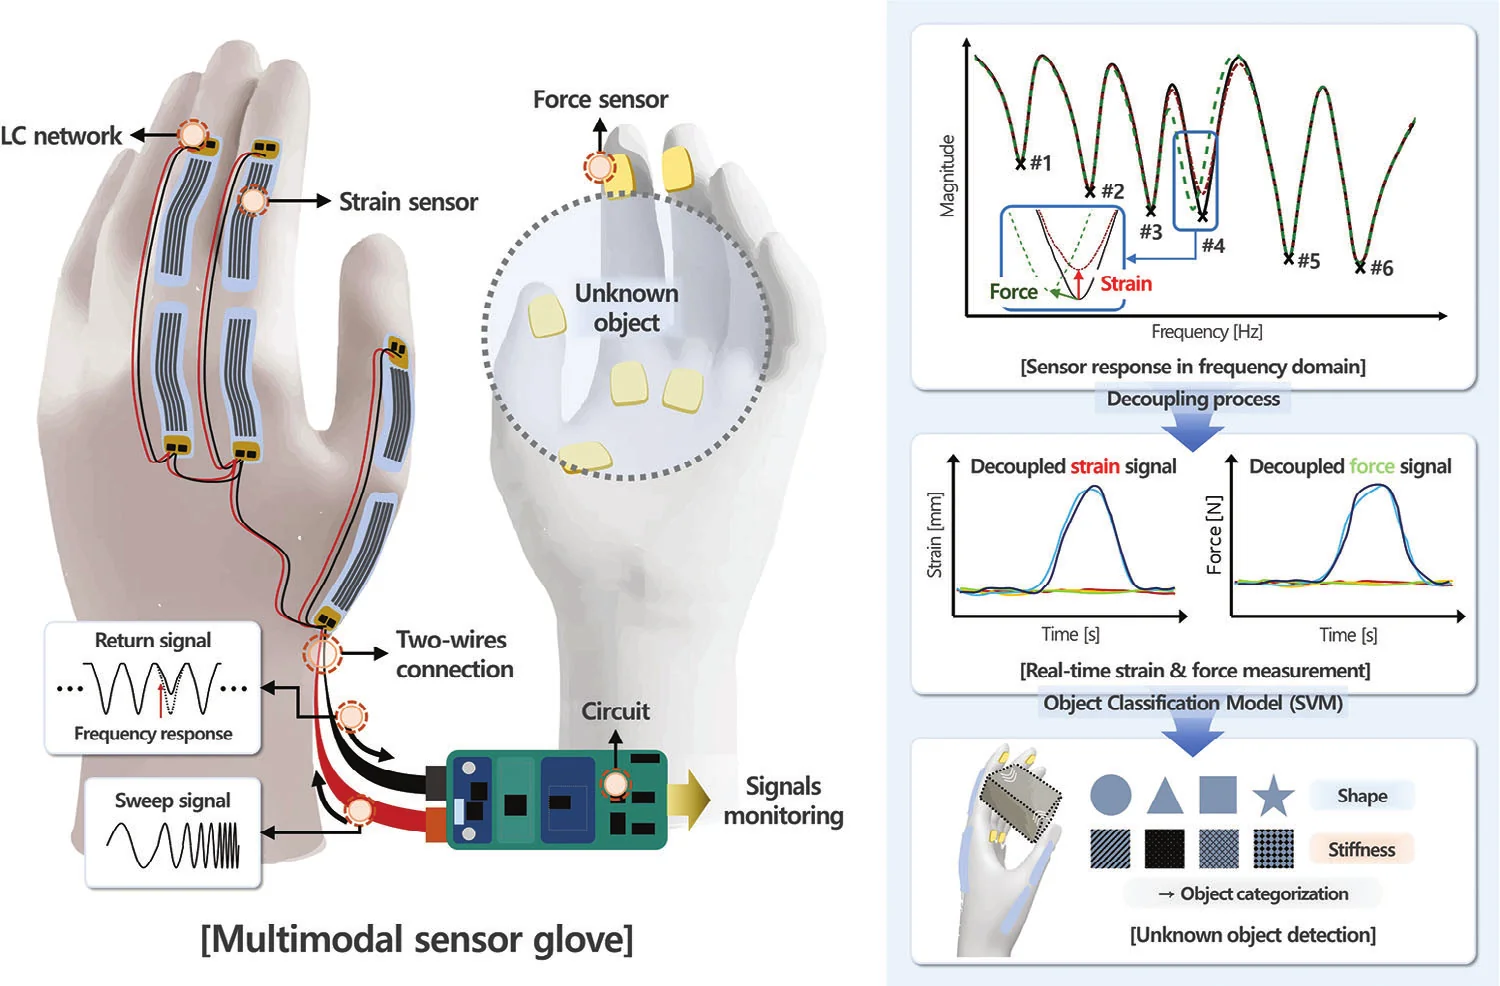 LC network
Strain sensor
Force sensor
Unknown
object
Two-wires
connection
Return signal
Frequency response
Sweep signal
Circuit
Signals
monitoring
[Multimodal sensor glove]
Magnitude
#1
#2
#3
#4
#5
#6
Force
Strain
Frequency [Hz]
[Sensor response in frequency domain]
Decoupling process
Decoupled strain signal
Strain [mm]
Time [s]
Decoupled force signal
Force [N]
Time [s]
[Real-time strain & force measurement]
Object Classification Model (SVM)
Shape
Stiffness
→ Object categorization
[Unknown object detection]